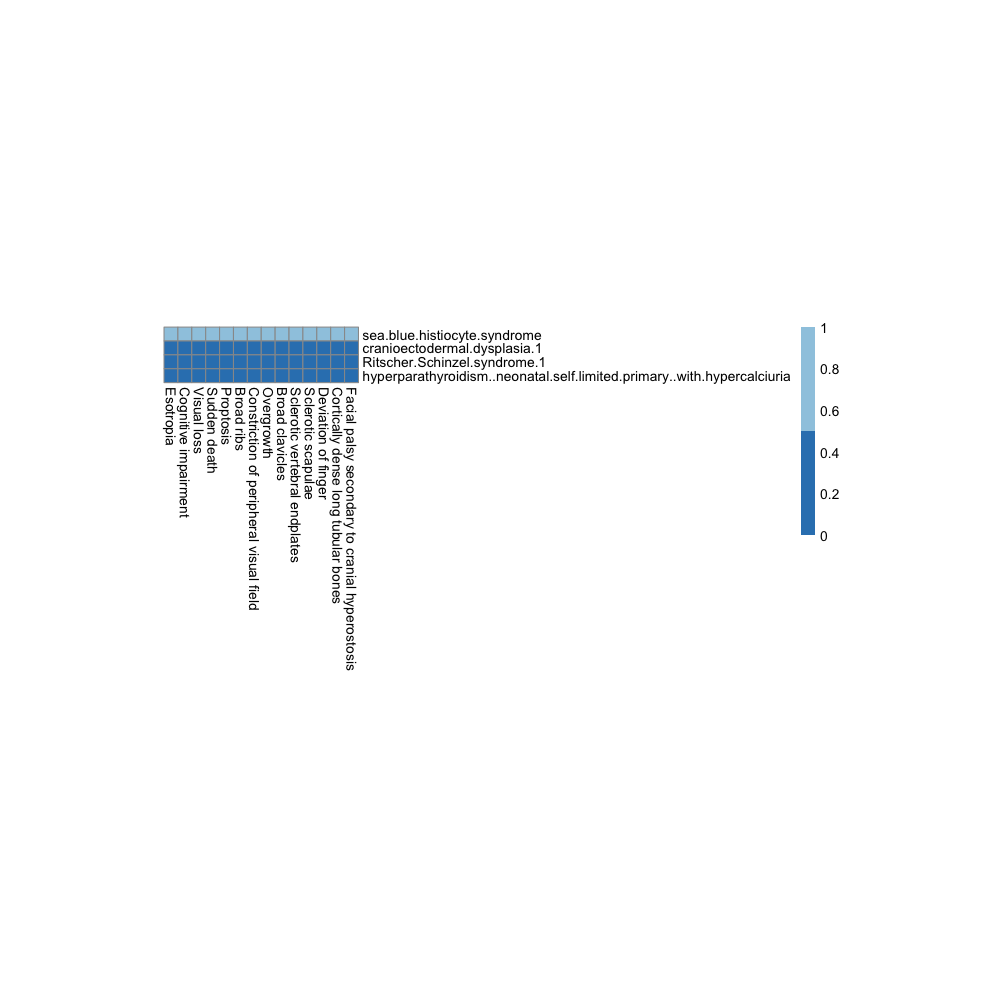 sea.blue.histiocyte.syndrome
cranioectodermal.dysplasia.1
Ritscher.Schinzel.syndrome.1
hyperparathyroidism..neonatal.self.limited.primary..with.hypercalciuria
Esotropia
Cognitive impairment
Visual loss
Sudden death
Proptosis
Broad ribs
Constriction of peripheral visual field
Overgrowth
Broad clavicles
Sclerotic vertebral endplates
Sclerotic scapulae
Deviation of finger
Cortically dense long tubular bones
Facial palsy secondary to cranial hyperostosis
1
0.8
0.6
0.4
0.2
0